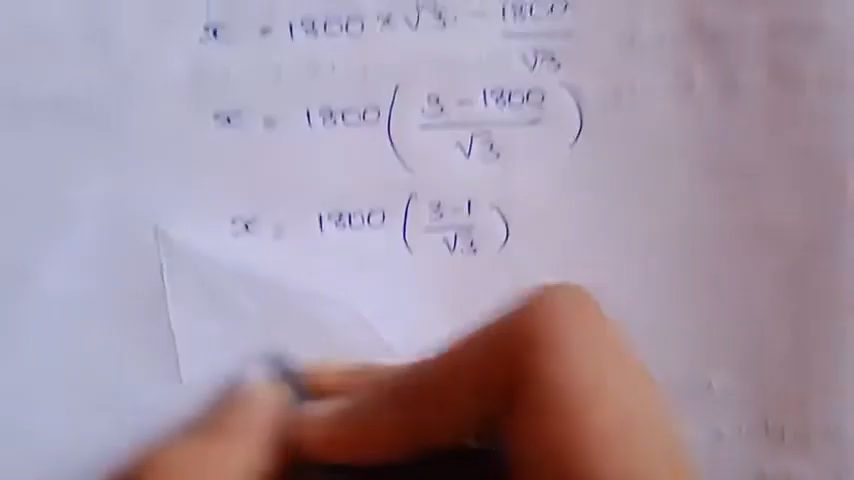 x = 1800 × √3 - 1800/√3
x = 1800 ( 3 - 1800/√3 )
x = 1800 ( 3-1/√3 )